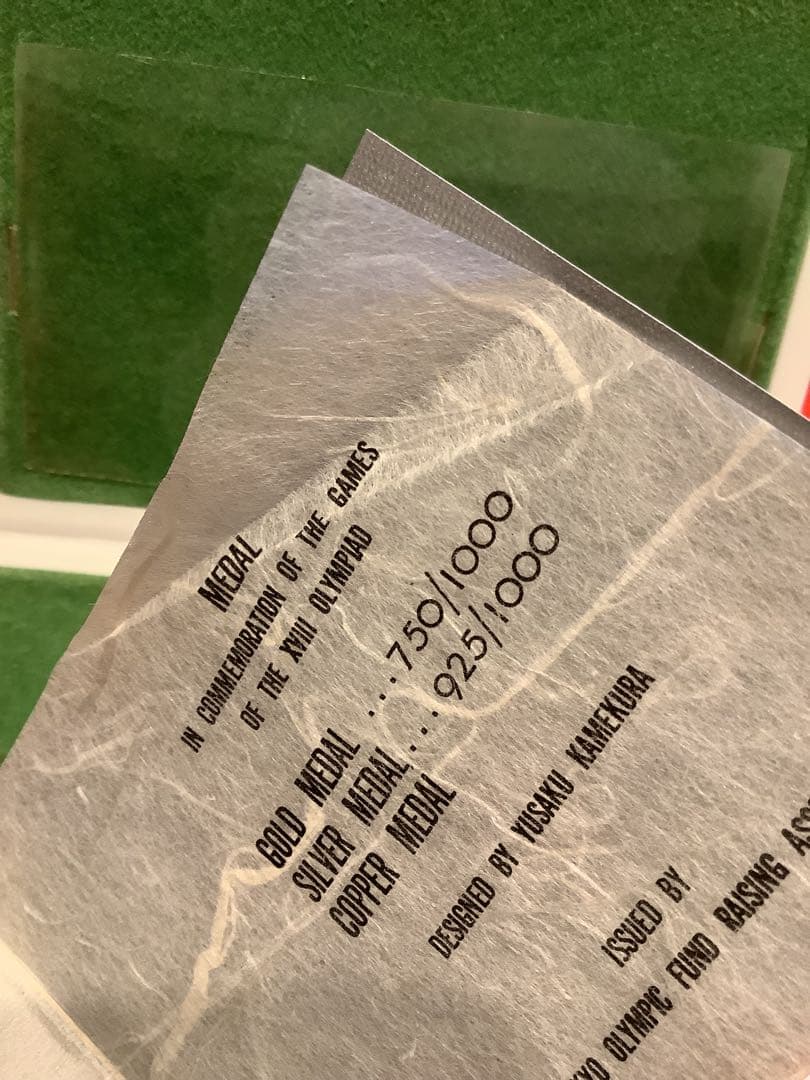 MEDAL
IN COMMEMORATION OF THE GAMES
OF THE XVIII OLYMPIAD
GOLD MEDAL ...750/1000
SILVER MEDAL...925/1000
COPPER MEDAL
DESIGNED BY YUSAKU KAMEKURA
ISSUED BY
OLYMPIC FUND RAISING